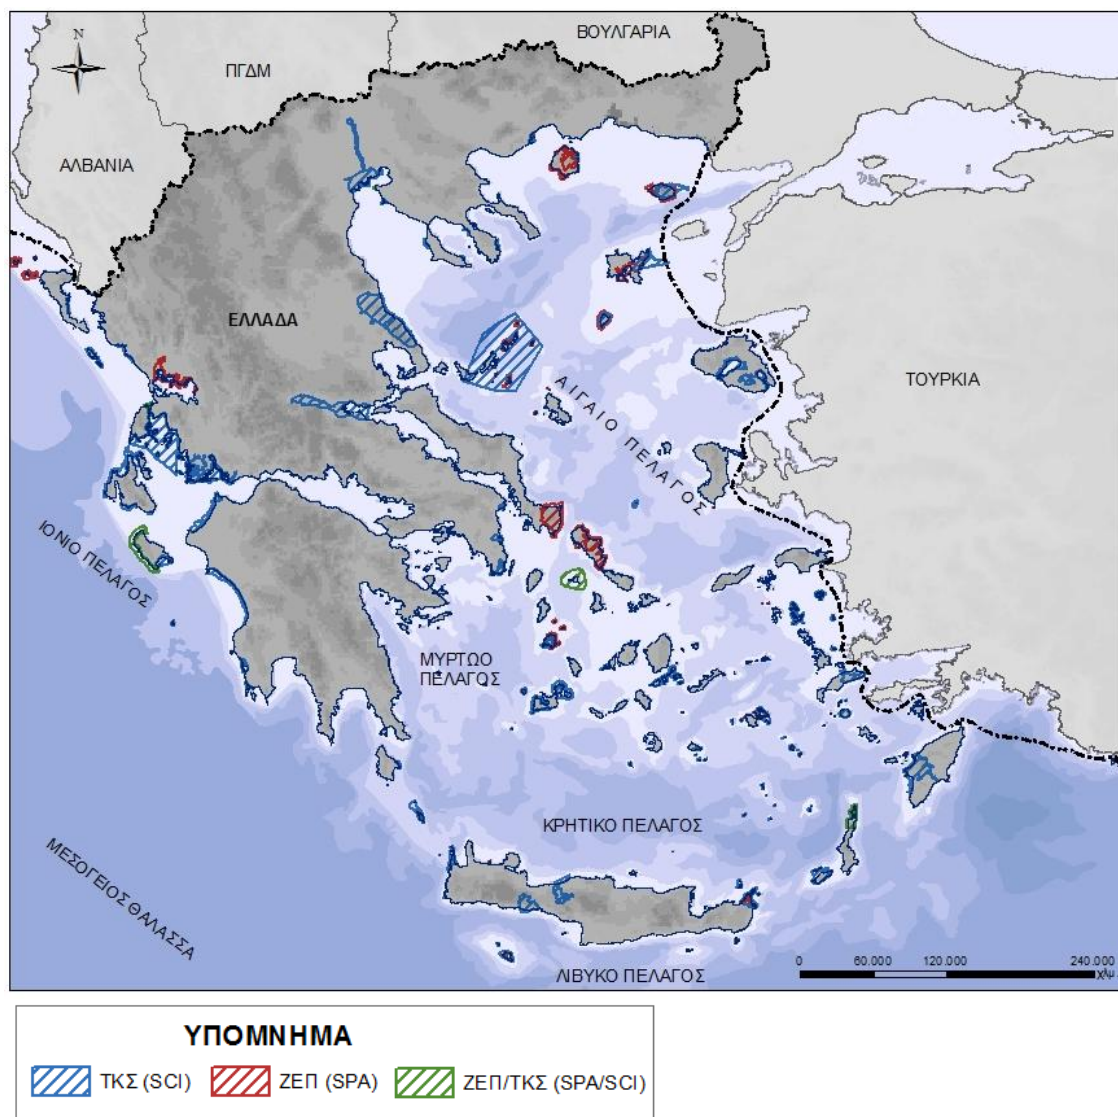 ΒΟΥΛΓΑΡΙΑ
N
ΠΓΔΜ
ΑΛΒΑΝΙΑ
ΕΛΛΑΔΑ
ΤΟΥΡΚΙΑ
ΑΙΓΑΙΟ ΠΕΛΑΓΟΣ
ΙΟΝΙΟ ΠΕΛΑΓΟΣ
ΜΥΡΤΩΟ
ΠΕΛΑΓΟΣ
ΚΡΗΤΙΚΟ ΠΕΛΑΓΟΣ
ΜΕΣΟΓΕΙΟΣ ΘΑΛΑΣΣΑ
ΛΙΒΥΚΟ ΠΕΛΑΓΟΣ
0 60.000 120.000 240.000
χλμ
ΥΠΟΜΝΗΜΑ
ΤΚΣ (SCI) ΖΕΠ (SPA) ΖΕΠ/ΤΚΣ (SPA/SCI)